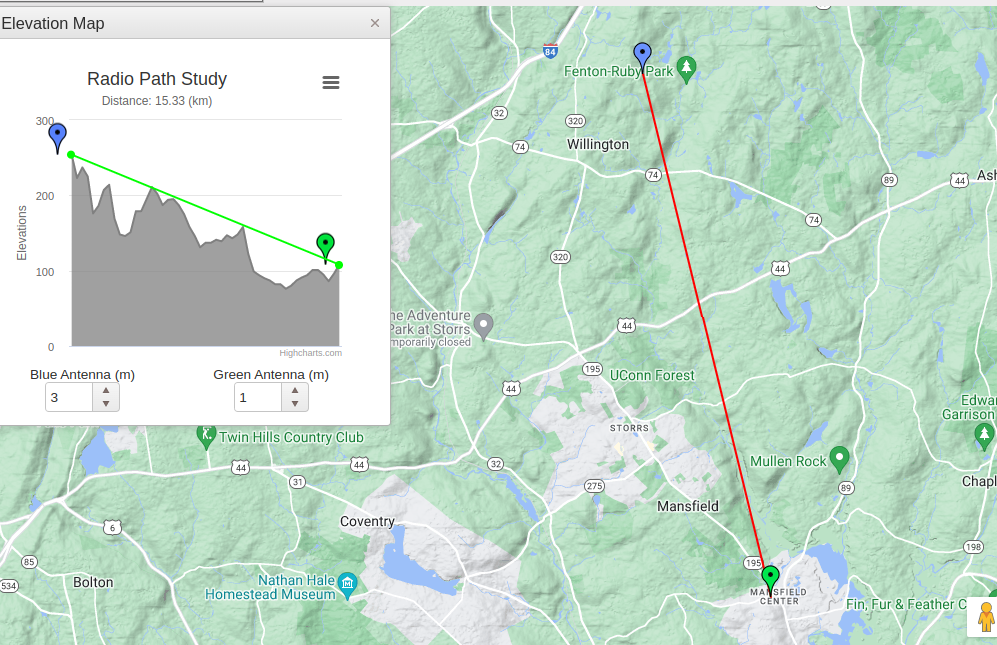 Elevation Map ×
Radio Path Study
Distance: 15.33 (km)
300
200
100
0
Elevations
Highcharts.com
Blue Antenna (m)
Green Antenna (m)
3
1
84
Fenton-Ruby Park
32
320
74
Willington
74
89
44
Ash
74
320
44
he Adventure
Park at Storrs
mporarily closed
44
195
UConn Forest
44
Edwa
Garrison
STORRS
Twin Hills Country Club
44
44
32
Mullen Rock
31
275
89
Chapl
Mansfield
Coventry
6
198
85
195
534
Bolton
Nathan Hale
Homestead Museum
MANSFIELD
CENTER
Fin, Fur & Feather C